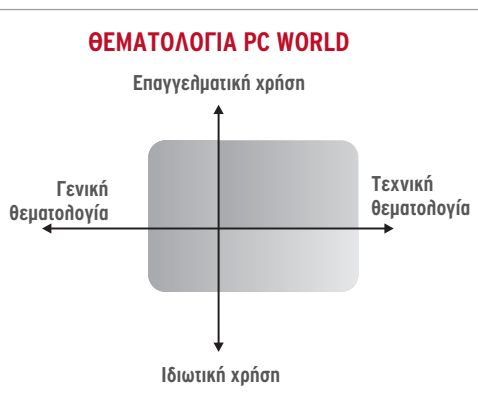 ΘΕΜΑΤΟΛΟΓΙΑ PC WORLD
Επαγγελματική χρήση
Γενική
θεματολογία
Τεχνική
θεματολογία
Ιδιωτική χρήση